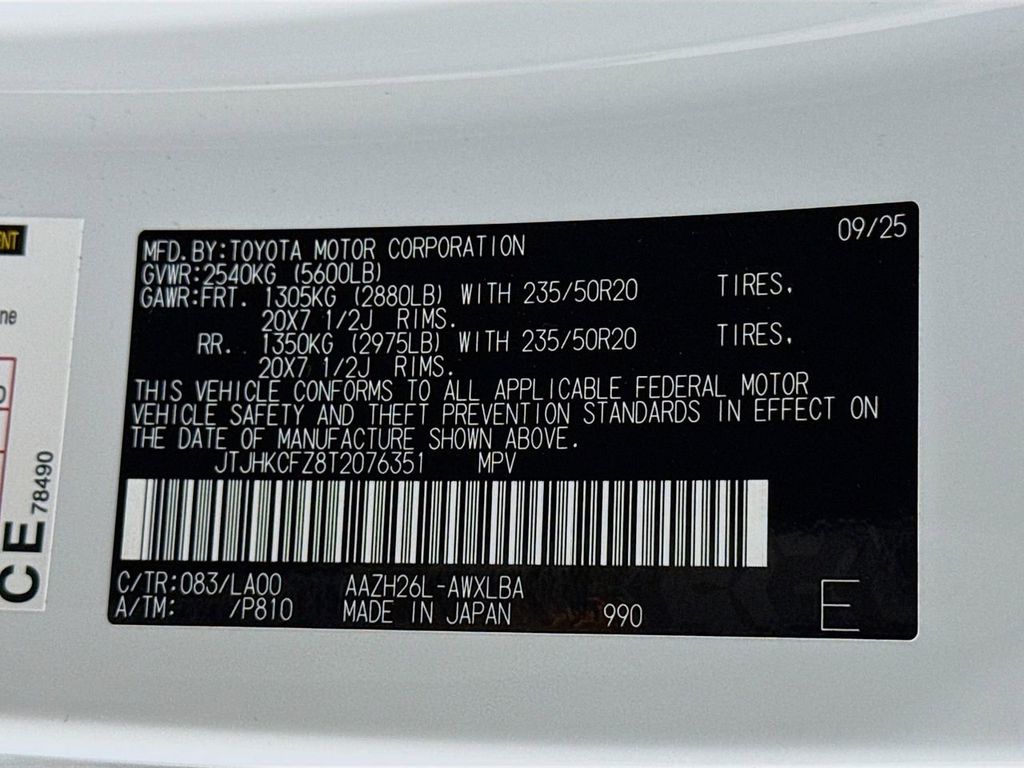 09/25
MFD.BY:TOYOTA MOTOR CORPORATION
GVWR:2540KG (5600LB)
GAWR:FRT. 1305KG (2880LB) WITH 235/50R20 TIRES,
20X7 1/2J RIMS.
RR. 1350KG (2975LB) WITH 235/50R20 TIRES,
20X7 1/2J RIMS.
THIS VEHICLE CONFORMS TO ALL APPLICABLE FEDERAL MOTOR
VEHICLE SAFETY AND THEFT PREVENTION STANDARDS IN EFFECT ON
THE DATE OF MANUFACTURE SHOWN ABOVE.
JTJHKCFZ8T2076351 MPV
C/TR:083/LA00 AAZH26L-AWXLBA
A/TM: /P810 MADE IN JAPAN 990 E
CE 78490